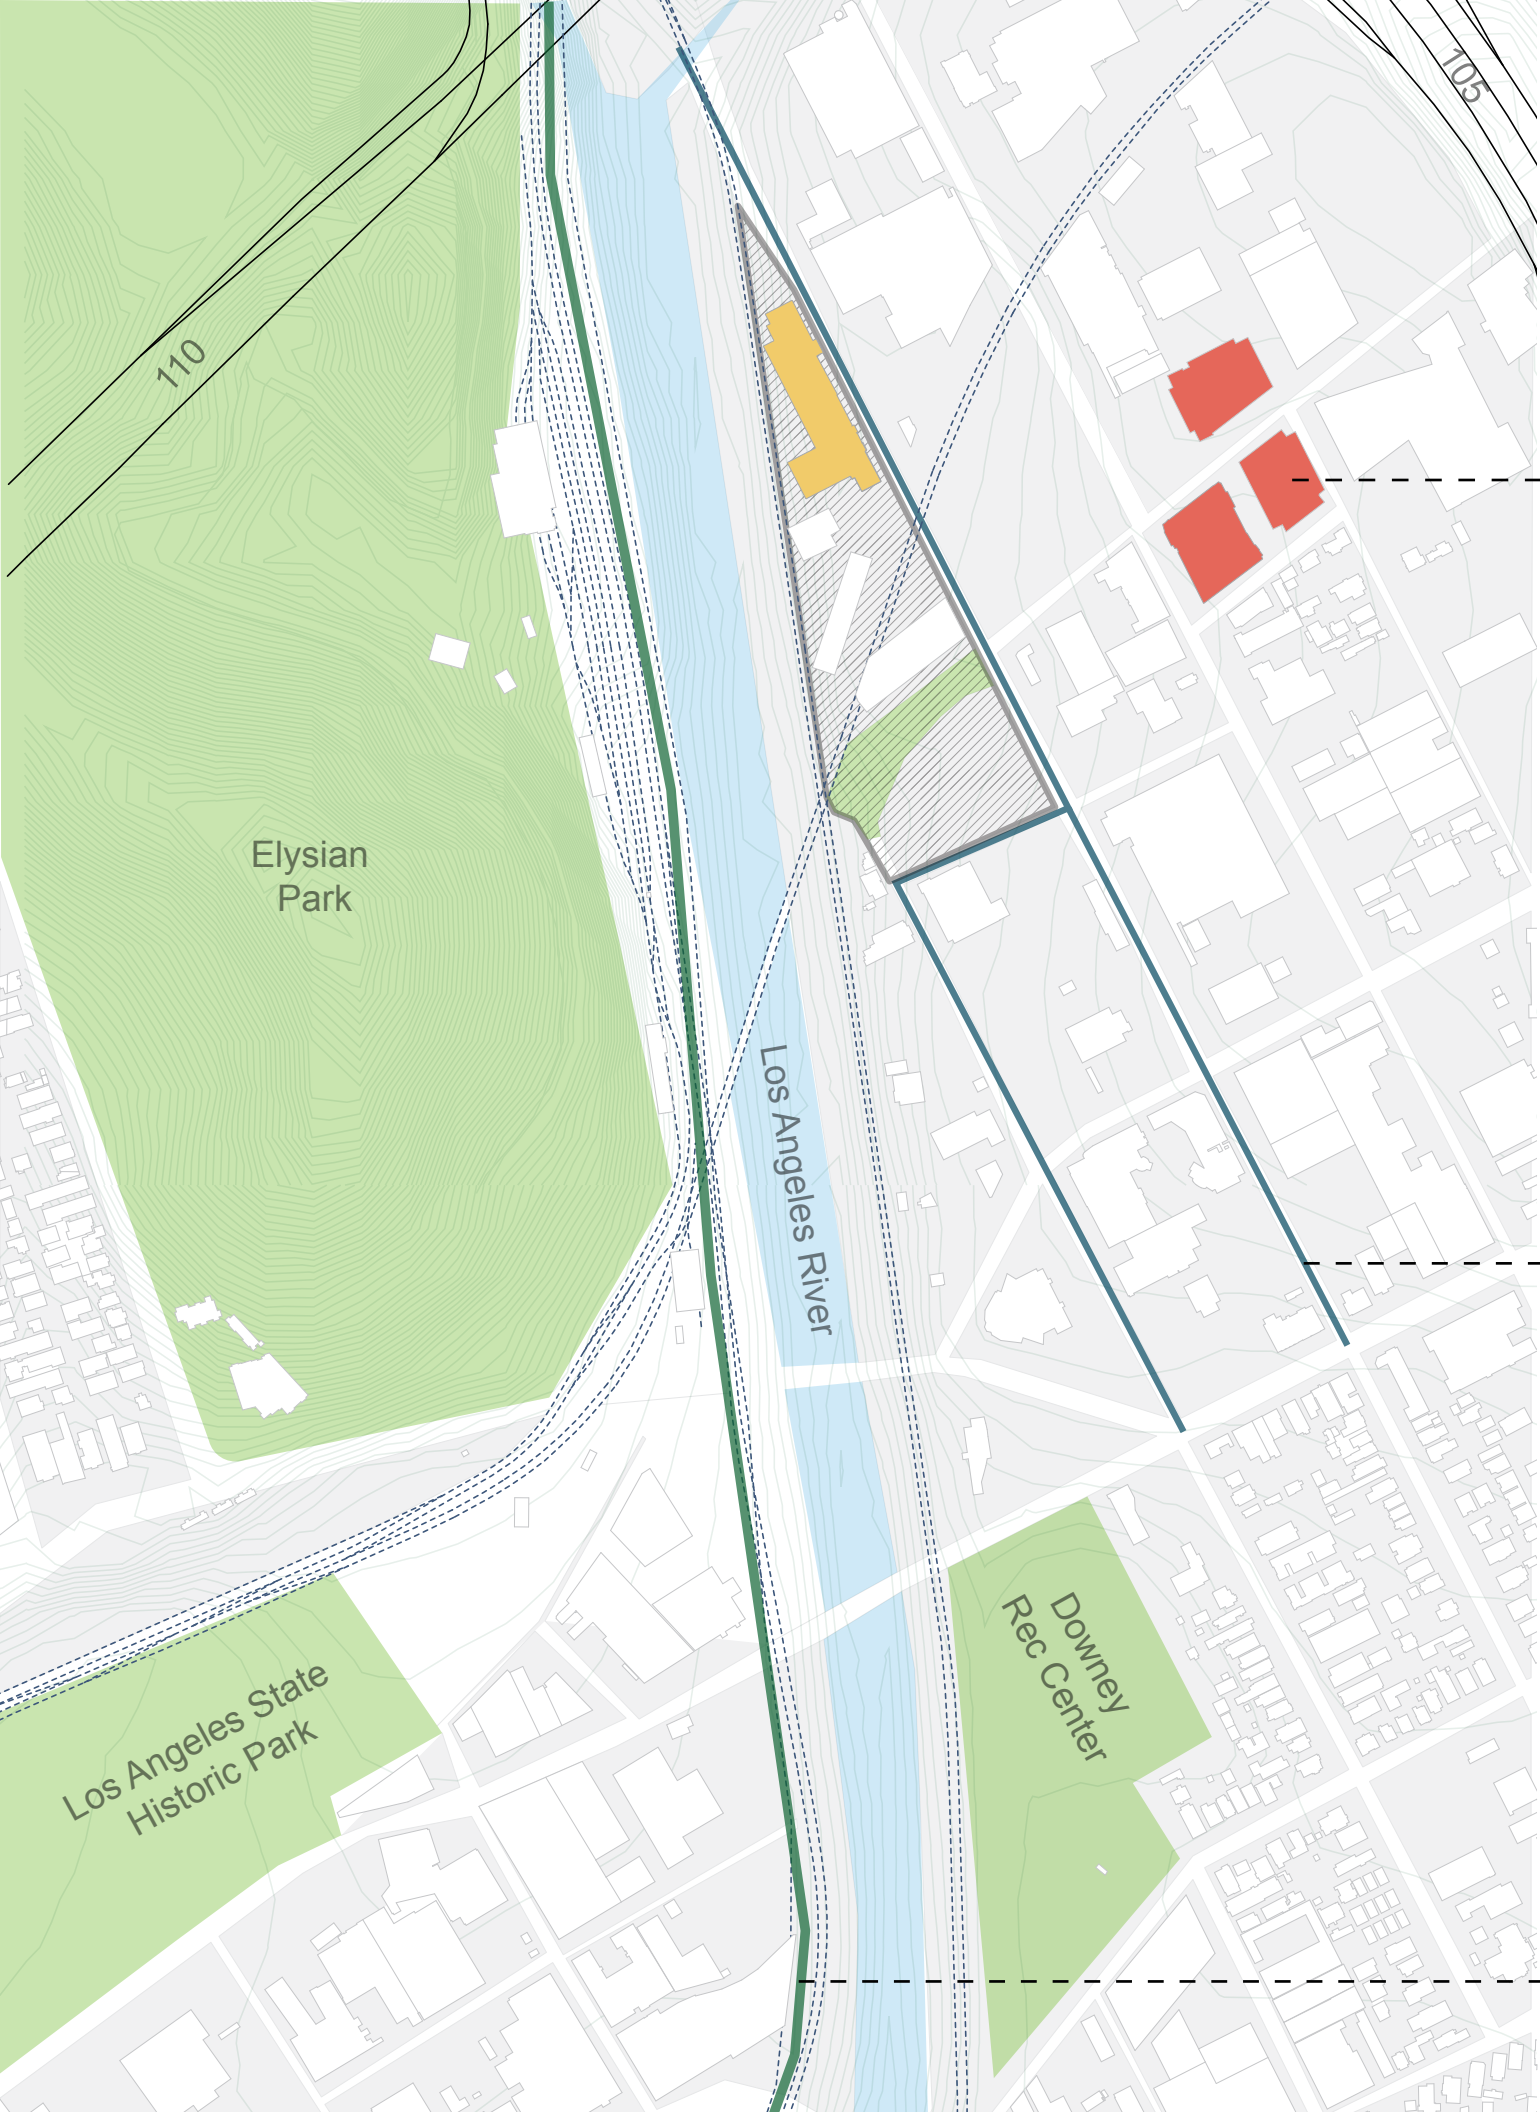 105
110
Elysian
Park
Los Angeles River
Downey
Rec Center
Los Angeles State
Historic Park